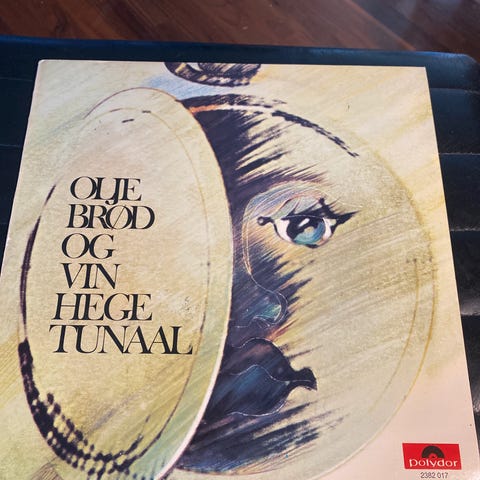 OLJE
BRØD
OG
VIN
HEGE
TUNAAL
Polydor
2382 017